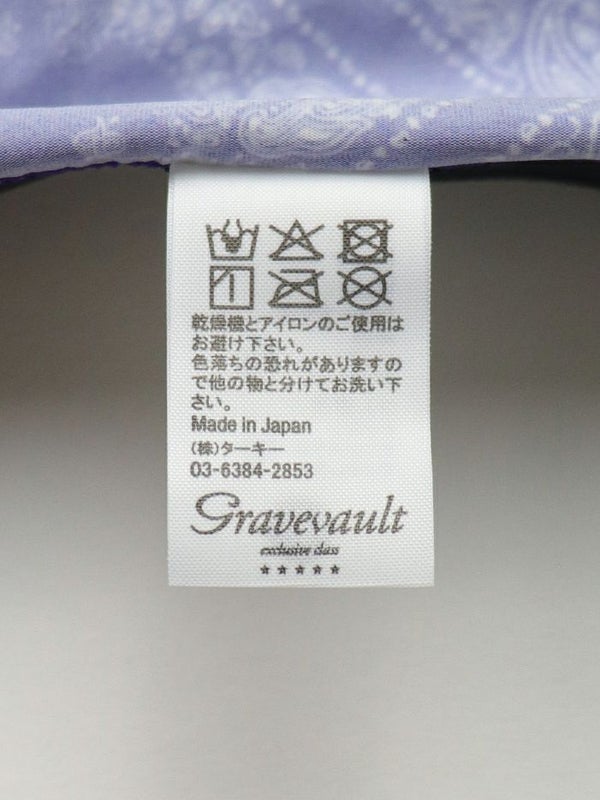 乾燥機とアイロンのご使用は
お避け下さい。
色落ちの恐れがありますの
で他の物と分けてお洗い下
さい。
Made in Japan
(株)ターキー
03-6384-2853
Gravevault
exclusive class
★★★★★